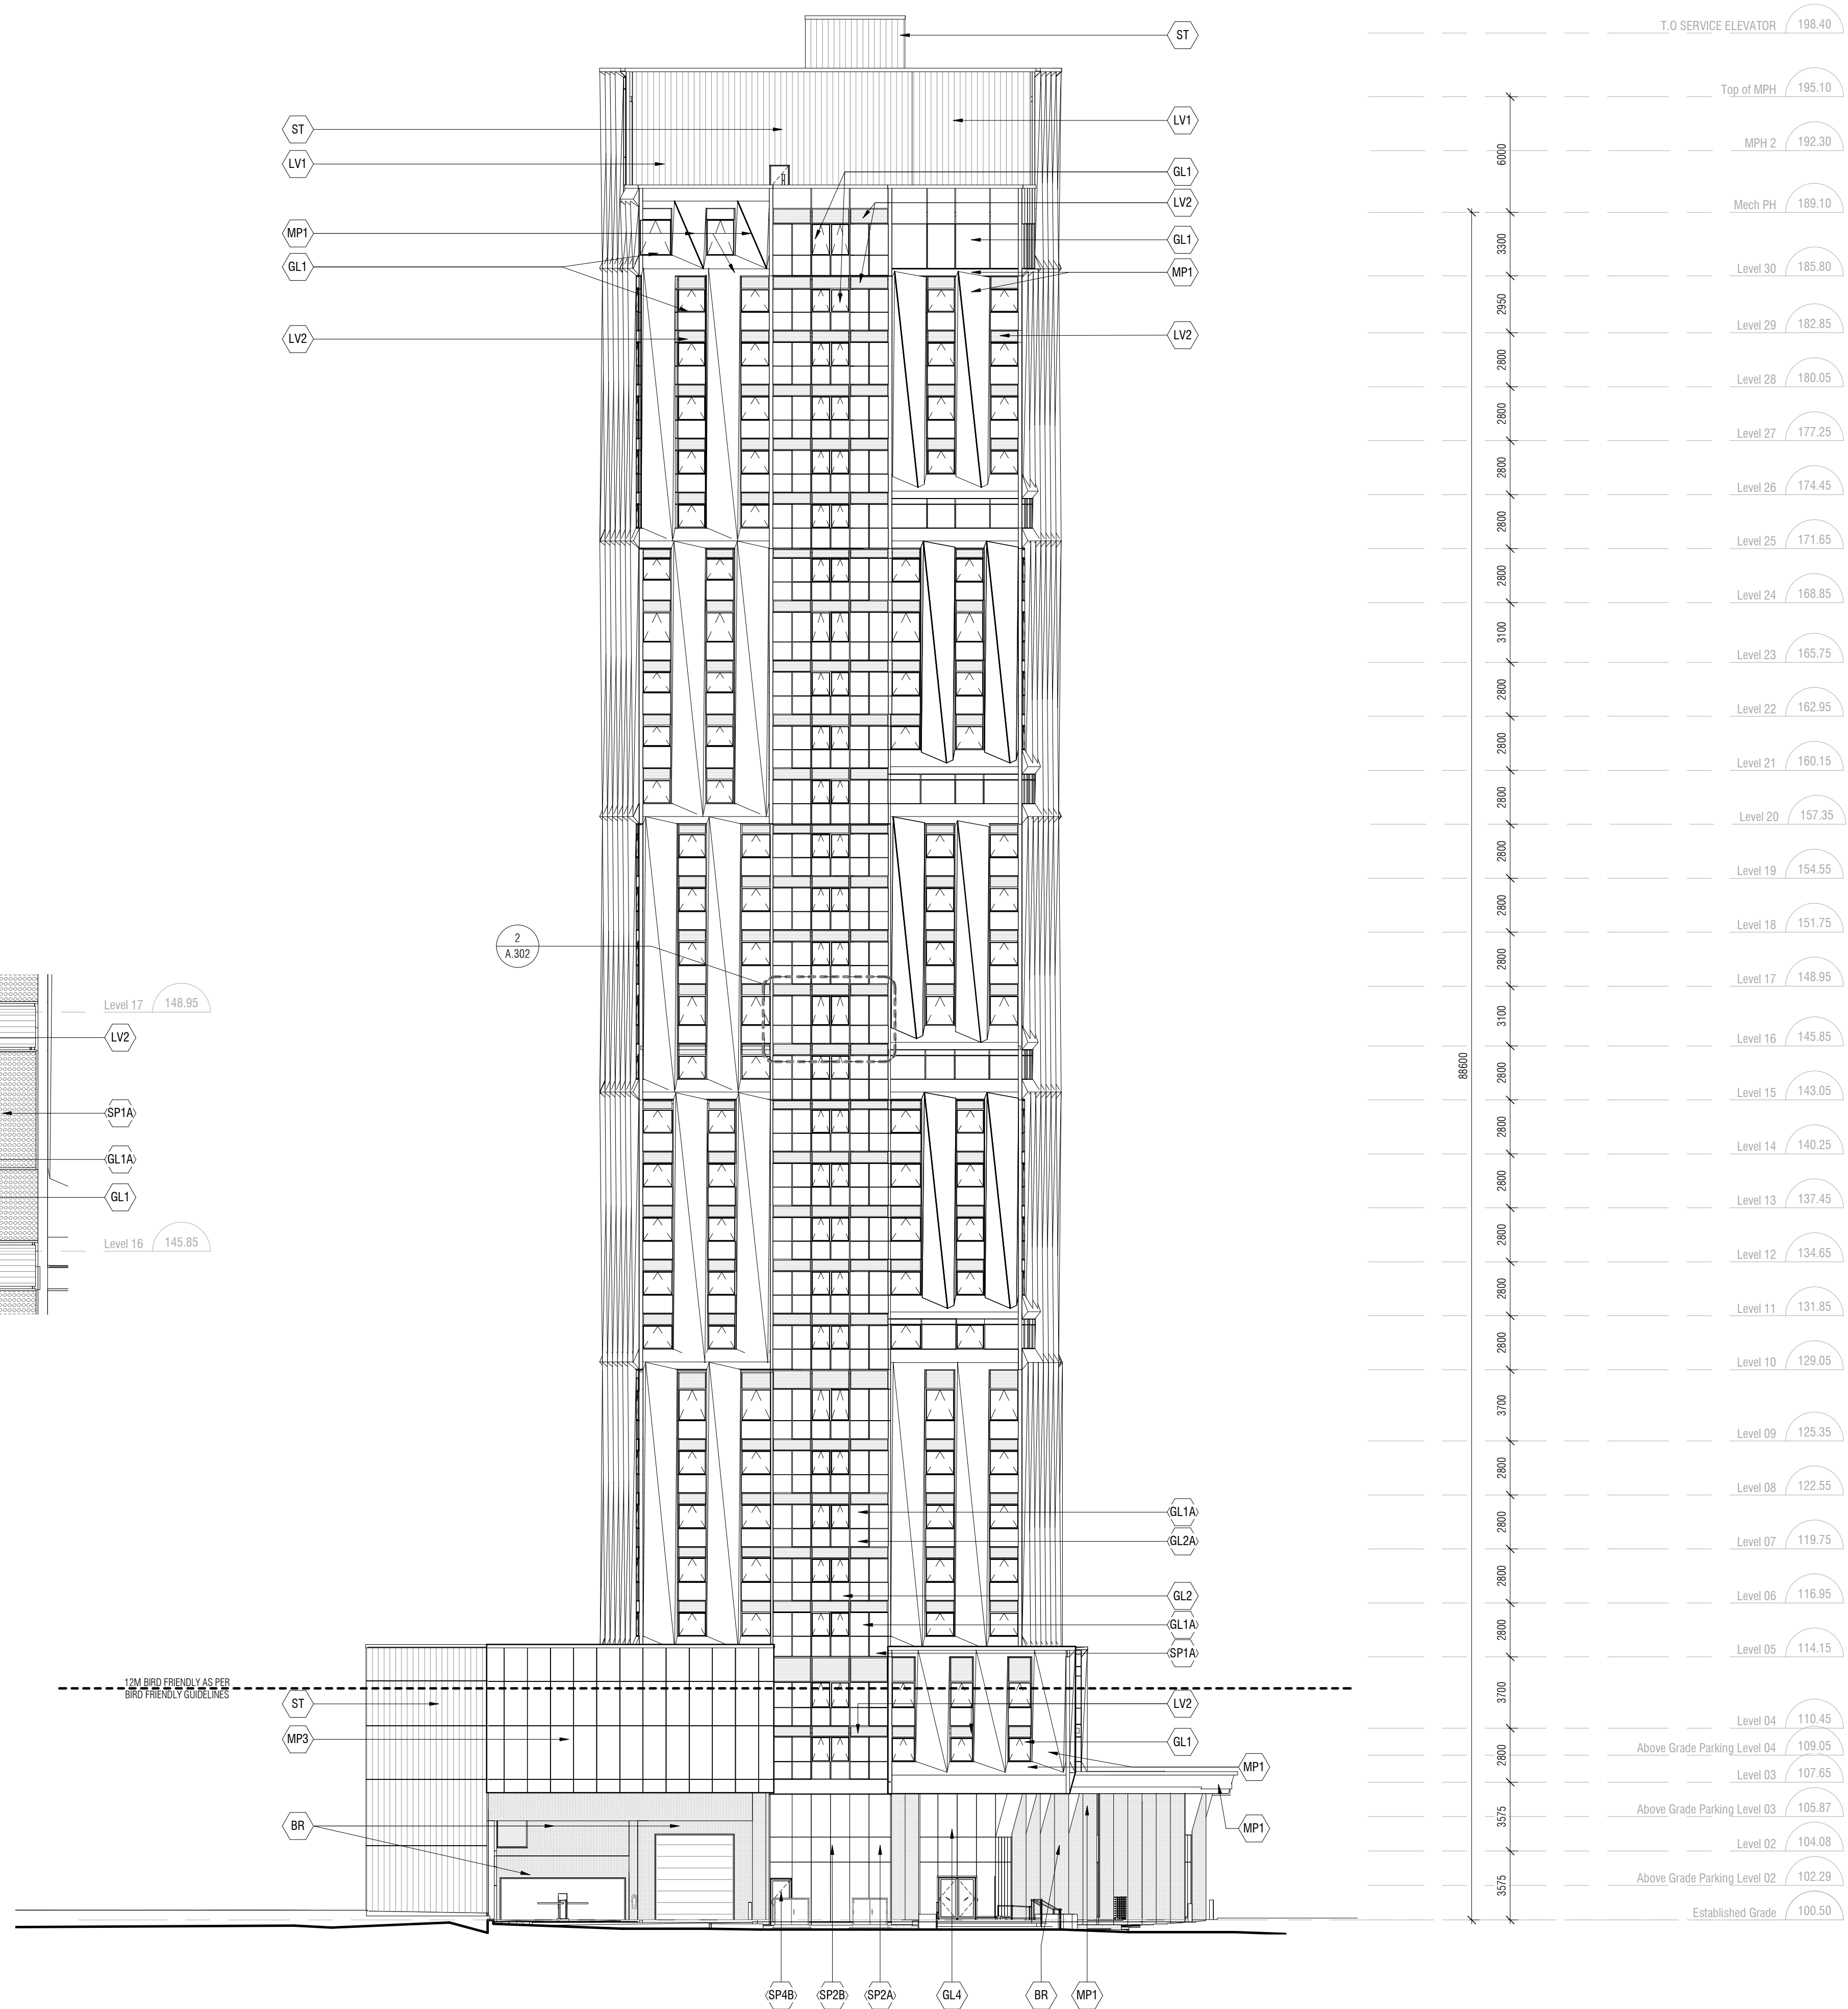 T.O SERVICE ELEVATOR 198.40
ST
Top of MPH 195.10
ST
LV1
MPH 2 192.30
6000
LV1
GL1
LV2
Mech PH 189.10
MP1
GL1
3300
GL1
MP1
Level 30 185.80
2950
LV2
LV2
Level 29 182.85
2800
Level 28 180.05
2800
Level 27 177.25
2800
Level 26 174.45
2800
Level 25 171.65
2800
Level 24 168.85
3100
Level 23 165.75
2800
Level 22 162.95
2800
Level 21 160.15
2800
Level 20 157.35
2800
Level 19 154.55
2800
Level 18 151.75
2
A.302
2800
Level 17 148.95
Level 17 148.95
3100
LV2
Level 16 145.85
88600
2800
Level 15 143.05
SP1A
2800
Level 14 140.25
GL1A
2800
GL1
Level 13 137.45
2800
Level 16 145.85
Level 12 134.65
2800
Level 11 131.85
2800
Level 10 129.05
3700
Level 09 125.35
2800
Level 08 122.55
GL1A
2800
GL2A
Level 07 119.75
2800
GL2
Level 06 116.95
GL1A
2800
SP1A
Level 05 114.15
12M BIRD FRIENDLY AS PER
BIRD FRIENDLY GUIDELINES
ST
LV2
3700
Level 04 110.45
MP3
GL1
Above Grade Parking Level 04 109.05
2800
MP1
Level 03 107.65
Above Grade Parking Level 03 105.87
3575
BR
MP1
Level 02 104.08
Above Grade Parking Level 02 102.29
3575
Established Grade 100.50
SP4B
SP2B
SP2A
GL4
BR
MP1